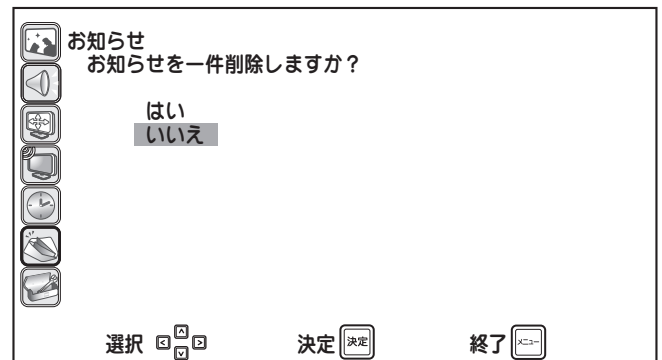 お知らせ
お知らせを一件削除しますか？
はい
いいえ
選択 決定 決定 終了 メニュー